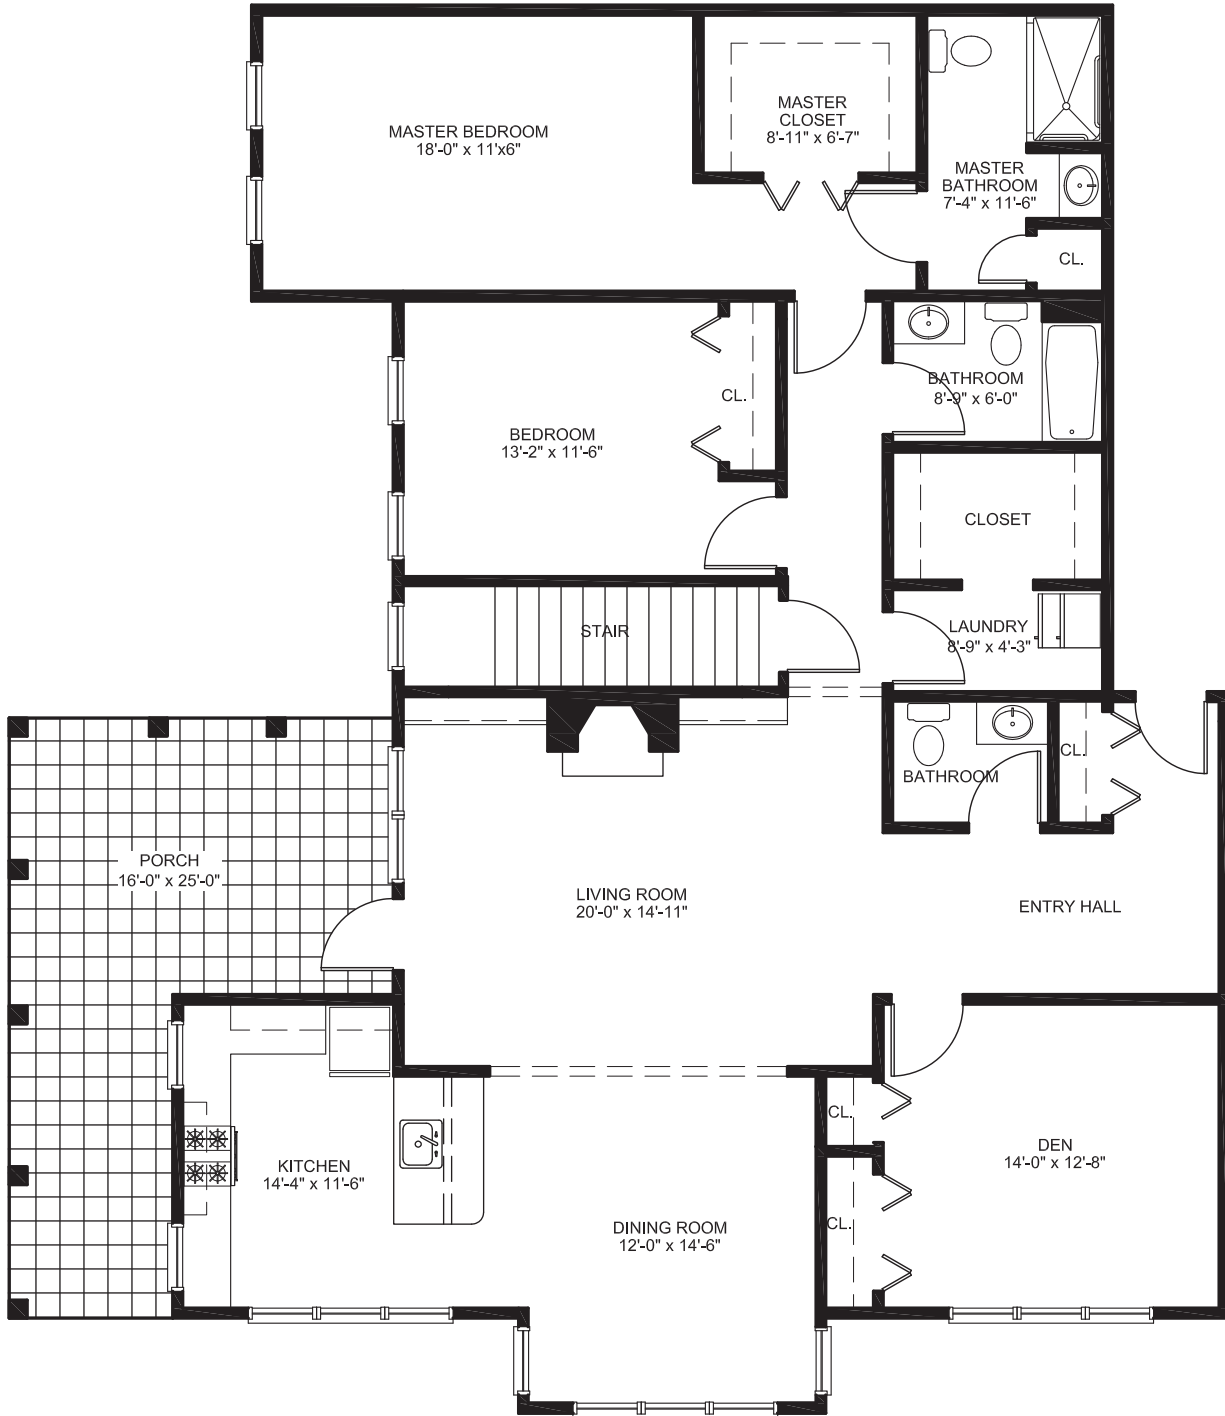 MASTER BEDROOM
18'-0" x 11'x6"
MASTER
CLOSET
8'-11" x 6'-7"
MASTER
BATHROOM
7'-4" x 11'-6"
CL.
BATHROOM
8'-9" x 6'-0"
CL.
BEDROOM
13'-2" x 11'-6"
CLOSET
STAIR
LAUNDRY
8'-9" x 4'-3"
CL.
BATHROOM
PORCH
16'-0" x 25'-0"
LIVING ROOM
20'-0" x 14'-11"
ENTRY HALL
CL.
DEN
14'-0" x 12'-8"
KITCHEN
14'-4" x 11'-6"
CL.
DINING ROOM
12'-0" x 14'-6"